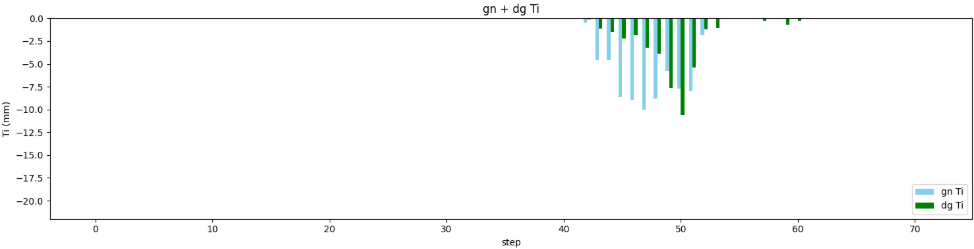 gn + dg Ti
0.0
−2.5
−5.0
−7.5
−10.0
−12.5
−15.0
−17.5
−20.0
Ti (mm)
0 10 20 30 40 50 60 70
step
gn Ti
dg Ti